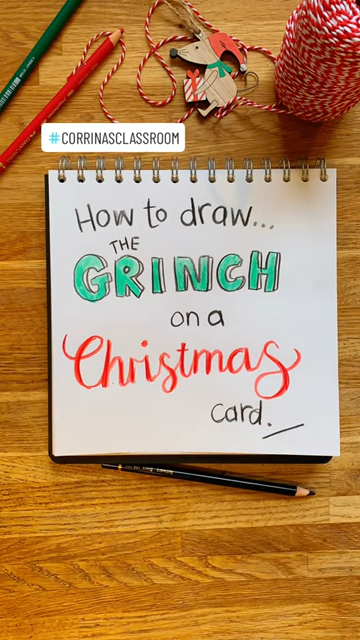 #CORRINASCLASSROOM
How to draw...
THE
GRINCH
on a
Christmas
card.